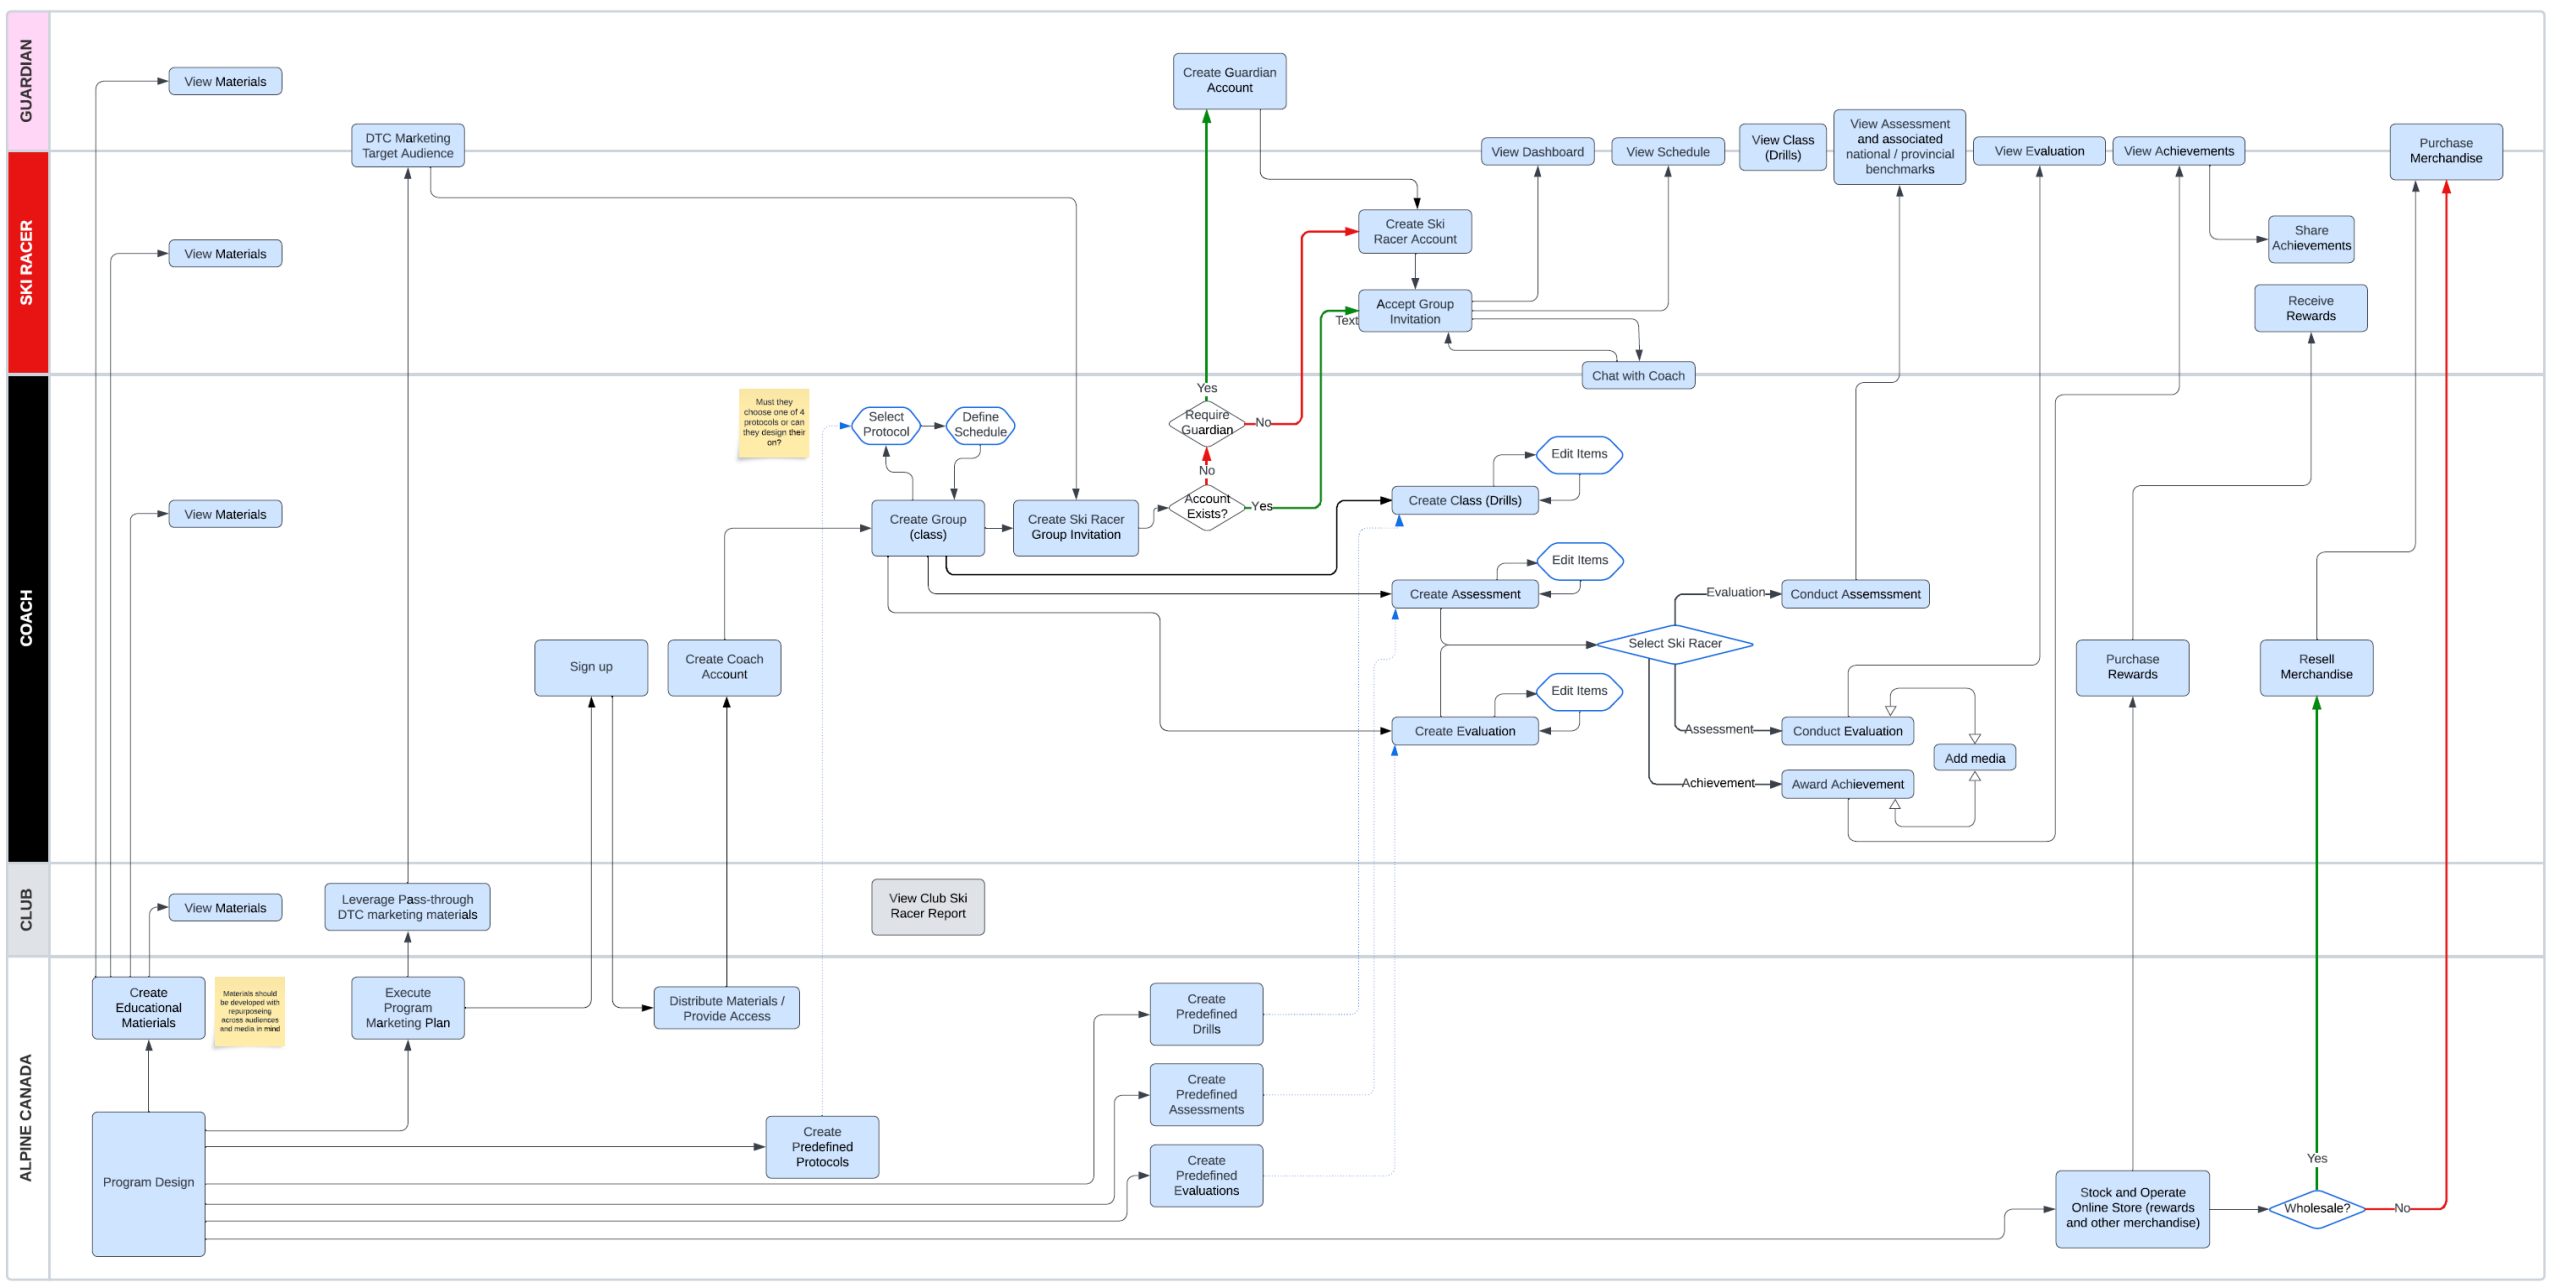 GUARDIAN
View Materials
Create Guardian
Account
DTC Marketing
Target Audience
View Dashboard
View Schedule
View Class
(Drills)
View Assessment
and associated
national / provincial
benchmarks
View Evaluation
View Achievements
Purchase
Merchandise
SKI RACER
View Materials
Create Ski
Racer Account
Share
Achievements
Accept Group
Invitation
Text
Receive
Rewards
Chat with Coach
COACH
Must they
choose one of 4
protocols or can
they design their
on?
Select
Protocol
Define
Schedule
Yes
Require
Guardian
No
No
Account
Exists?
Yes
View Materials
Create Group
(class)
Create Ski Racer
Group Invitation
Edit Items
Create Class (Drills)
Edit Items
Create Assessment
Evaluation
Conduct Assemssment
Select Ski Racer
Sign up
Create Coach
Account
Edit Items
Create Evaluation
Assessment
Conduct Evaluation
Add media
Achievement
Award Achievement
Purchase
Rewards
Resell
Merchandise
CLUB
View Materials
Leverage Pass-through
DTC marketing materials
View Club Ski
Racer Report
ALPINE CANADA
Create
Educational
Matierials
Materials should
be developed with
repurposeing
across audiences
and media in mind
Execute
Program
Marketing Plan
Distribute Materials /
Provide Access
Create
Predefined
Drills
Create
Predefined
Assessments
Create
Predefined
Protocols
Create
Predefined
Evaluations
Program Design
Stock and Operate
Online Store (rewards
and other merchandise)
Yes
Wholesale?
No